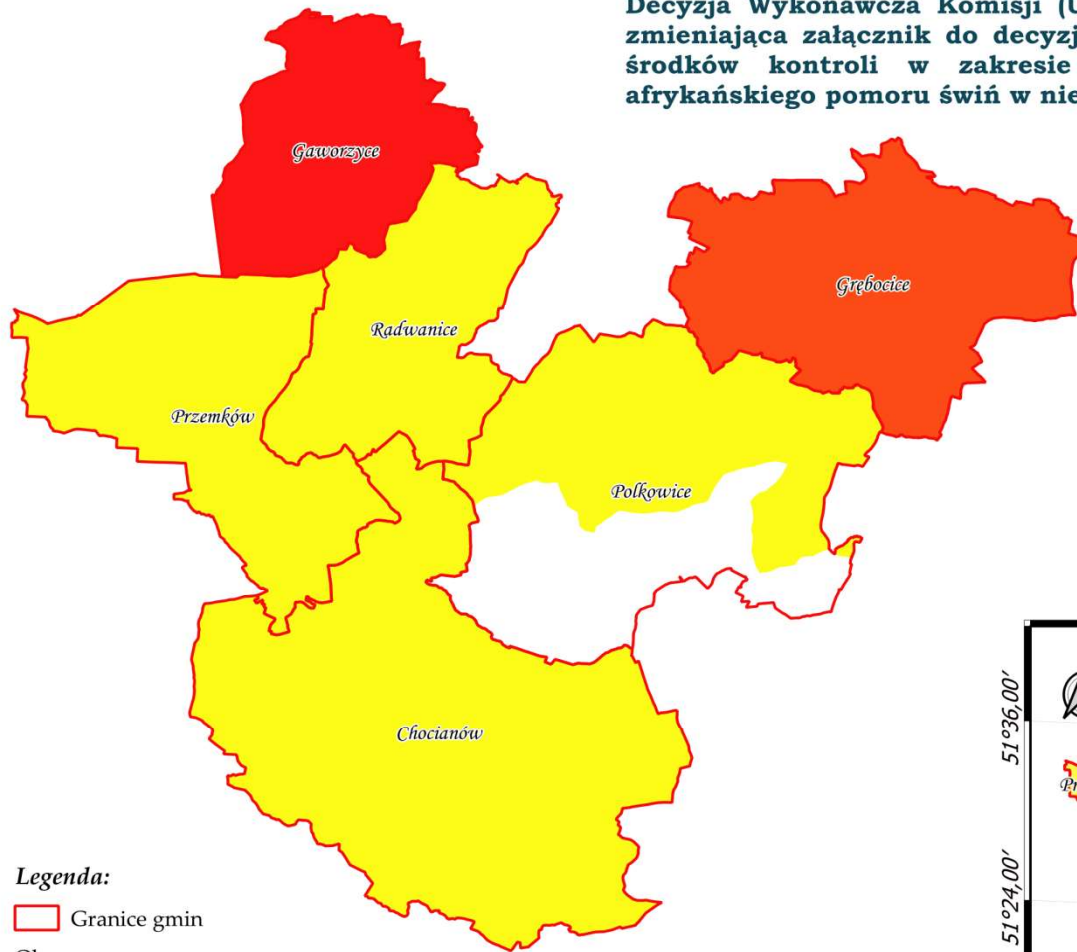 Decyzja Wykonawcza Komisji (U
zmieniająca załącznik do decyzj
środków kontroli w zakresie
afrykańskiego pomoru świń w nie
Gaworzyce
Grębocice
Radwanice
Przemków
Polkowice
Chocianów
51°36,00'
51°24,00'
Legenda:
Granice gmin